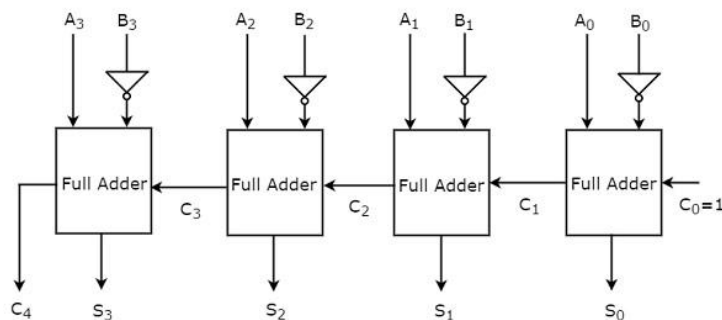 A₃ B₃ A₂ B₂ A₁ B₁ A₀ B₀
Full Adder Full Adder Full Adder Full Adder
C₃ C₂ C₁ C₀=1
C₄ S₃ S₂ S₁ S₀